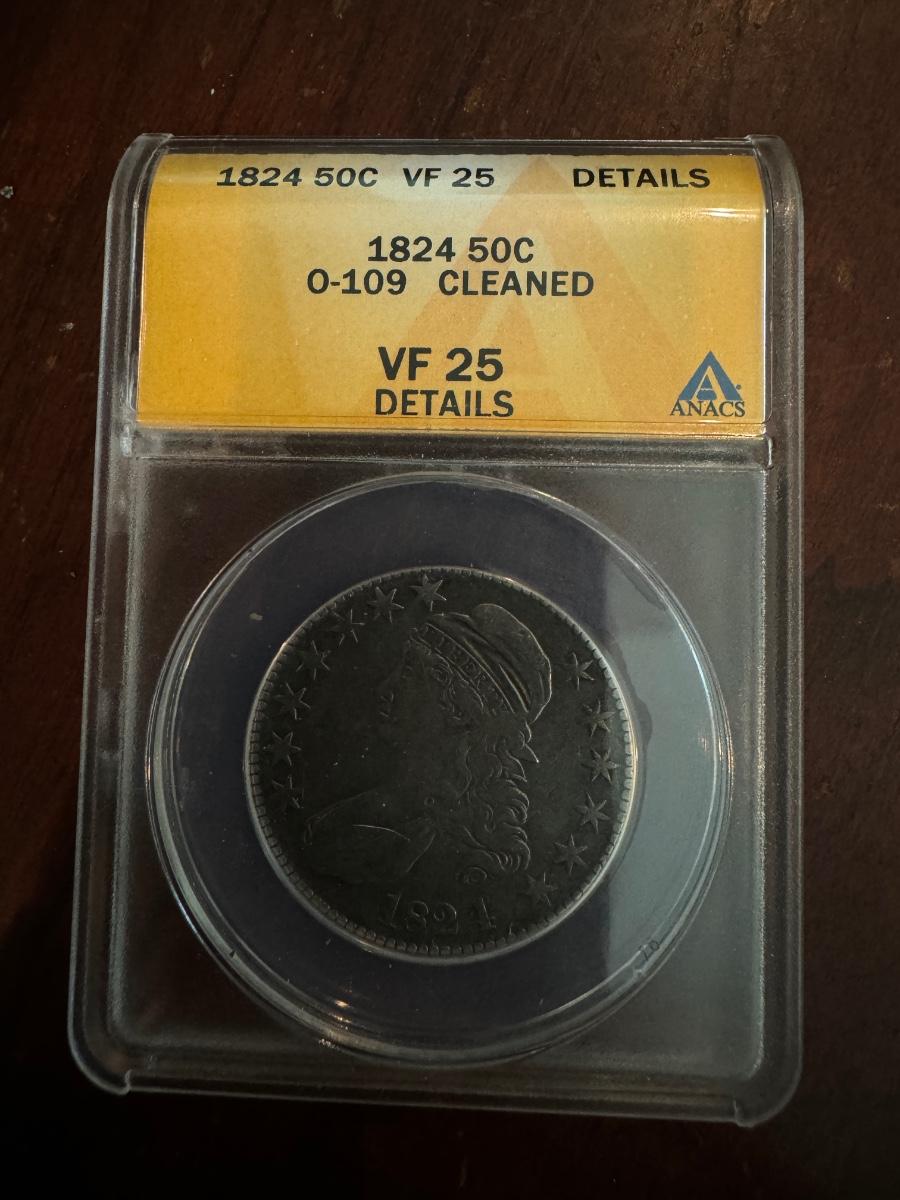 1824 50C VF 25 DETAILS
1824 50C
O-109 CLEANED
VF 25
DETAILS
ANACS
LIBERTY
1824